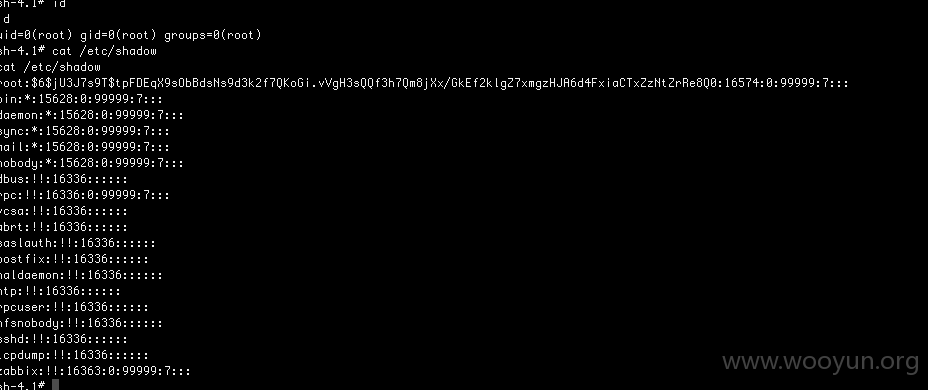 sh-4.1# id
id
uid=0(root) gid=0(root) groups=0(root)
sh-4.1# cat /etc/shadow
cat /etc/shadow
root:$6$jU3J7s9T$tpFDEqX9sObBdsNs9d3k2f7QKoGi.vVgH3sQQf3h7Qm8jXx/GkEf2klgZ7xmgzHJA6d4FxiaCTxZzNtZrRe8Q0:16574:0:99999:7:::
bin:*:15628:0:99999:7:::
daemon:*:15628:0:99999:7:::
sync:*:15628:0:99999:7:::
mail:*:15628:0:99999:7:::
nobody:*:15628:0:99999:7:::
dbus:!!:16336::::::
rpc:!!:16336:0:99999:7:::
vcsa:!!:16336::::::
abrt:!!:16336::::::
saslauth:!!:16336::::::
postfix:!!:16336::::::
haldaemon:!!:16336::::::
ntp:!!:16336::::::
rpcuser:!!:16336::::::
nfsnobody:!!:16336::::::
sshd:!!:16336::::::
tcpdump:!!:16336::::::
zabbix:!!:16363:0:99999:7:::
sh-4.1#
www.wooyun.org